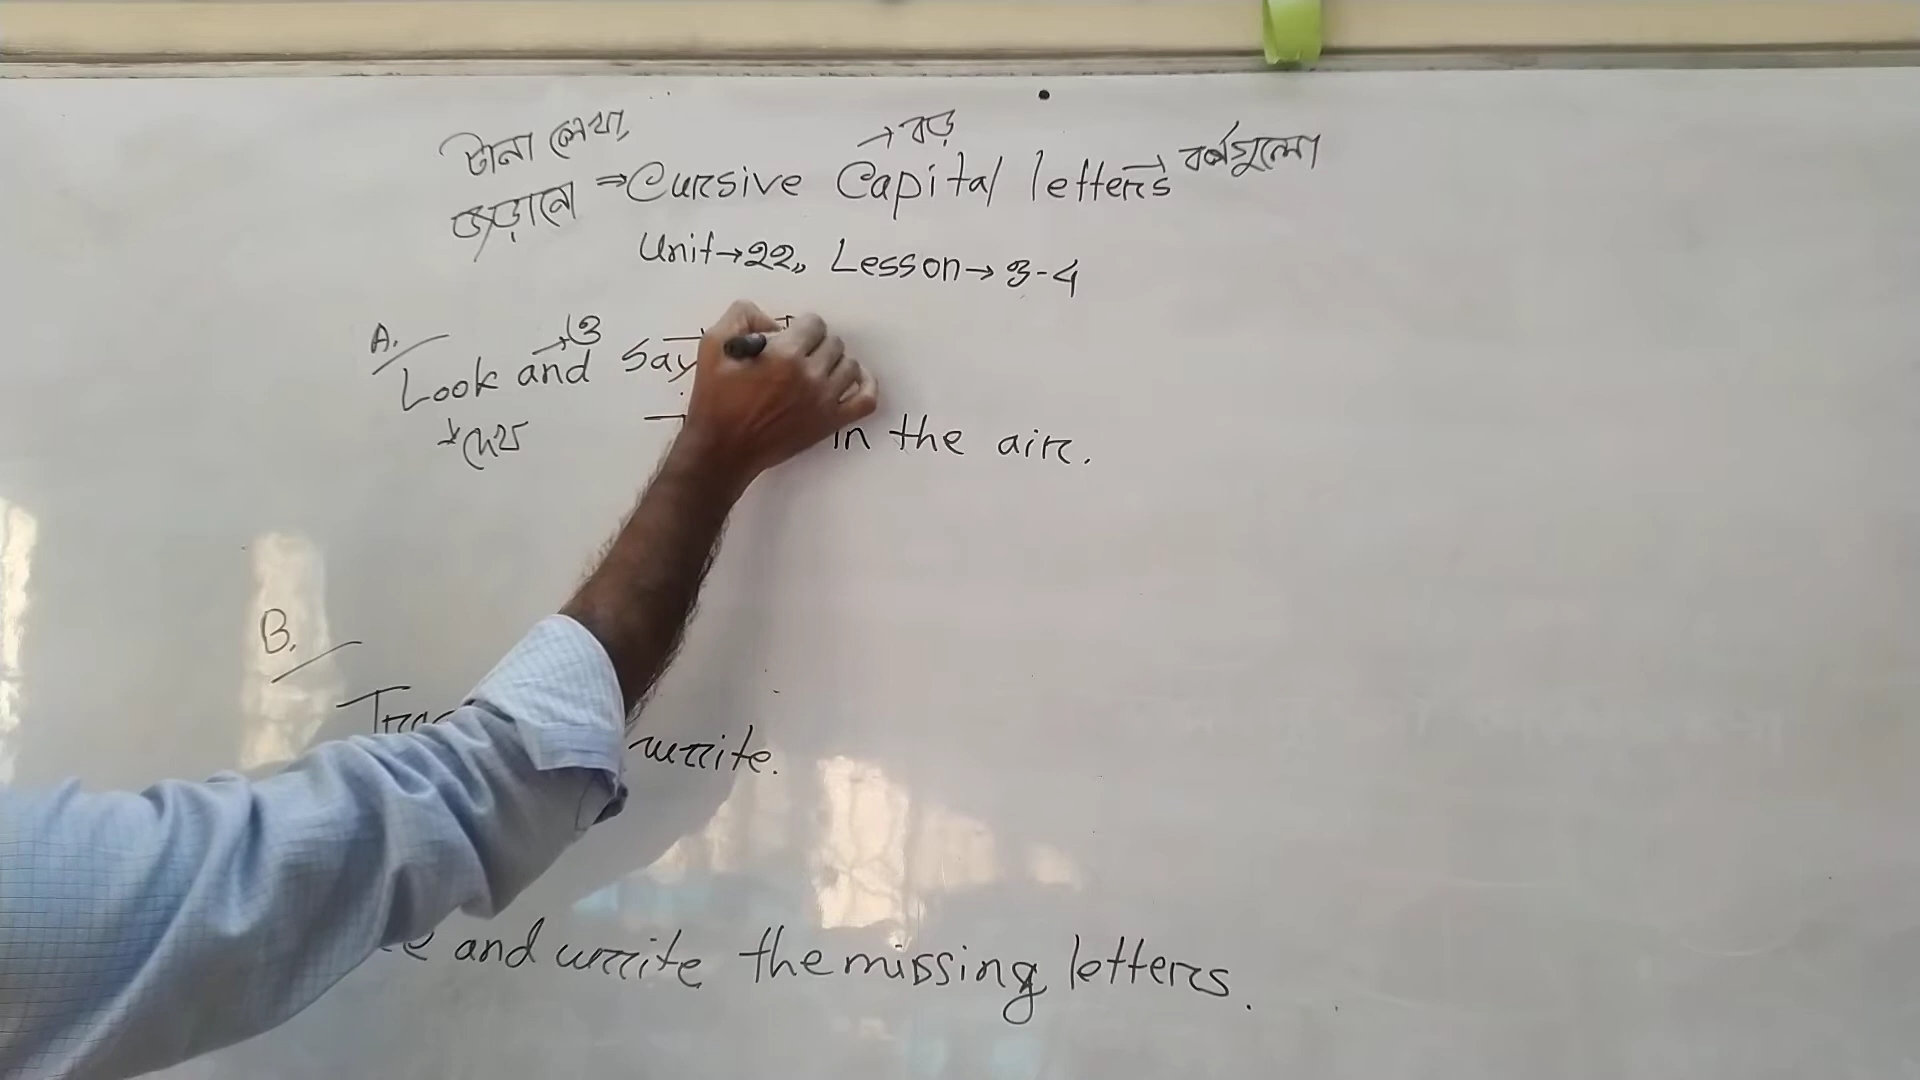 টানা লেখা, → বড়
জড়ানো ⇒ Cursive Capital letters → বর্ণগুলো
Unit → 22, Lesson → 3-4
A.
Look and → ও Say →
→ দেখ
→ in the air.
B.
write.
and write the missing letters.